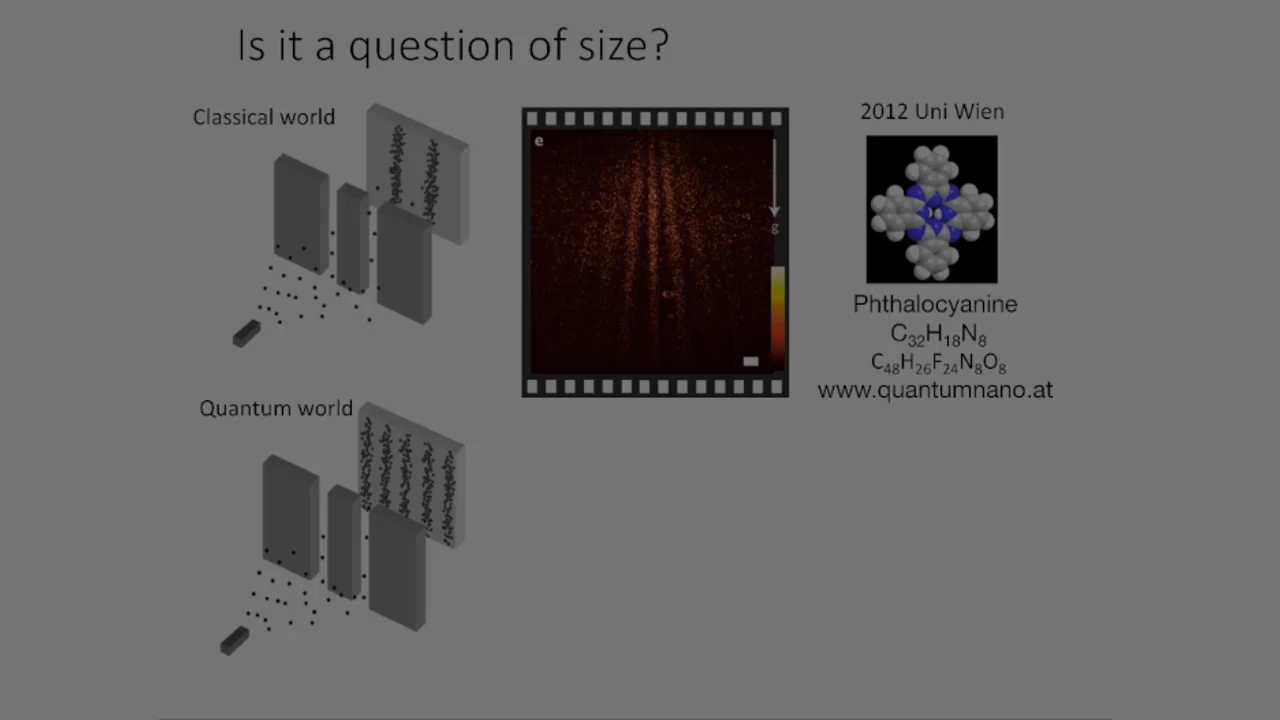 Is it a question of size?
Classical world
e
g
2012 Uni Wien
Phthalocyanine
C₃₂H₁₈N₈
C₄₈H₂₆F₂₄N₈O₈
www.quantumnano.at
Quantum world